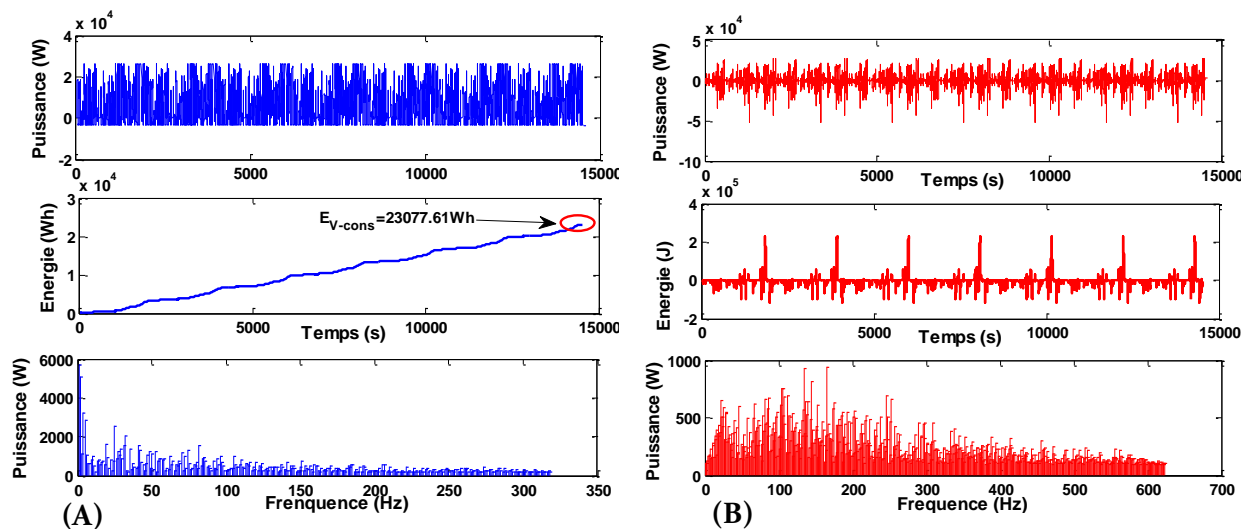 x 10^4
Puissance (W)
4
2
0
-2
0 5000 10000 15000
x 10^4
Energie (Wh)
3
2
1
0
E_V-cons=23077.61Wh
0 5000 10000 15000
Temps (s)
Puissance (W)
6000
4000
2000
0
0 50 100 150 200 250 300 350
Frenquence (Hz)
(A)
x 10^4
Puissance (W)
5
0
-5
-10
0 5000 10000 15000
Temps (s)
x 10^5
Energie (J)
4
2
0
-2
0 5000 10000 15000
Temps (s)
Puissance (W)
1000
500
0
0 100 200 300 400 500 600 700
Frequence (Hz)
(B)